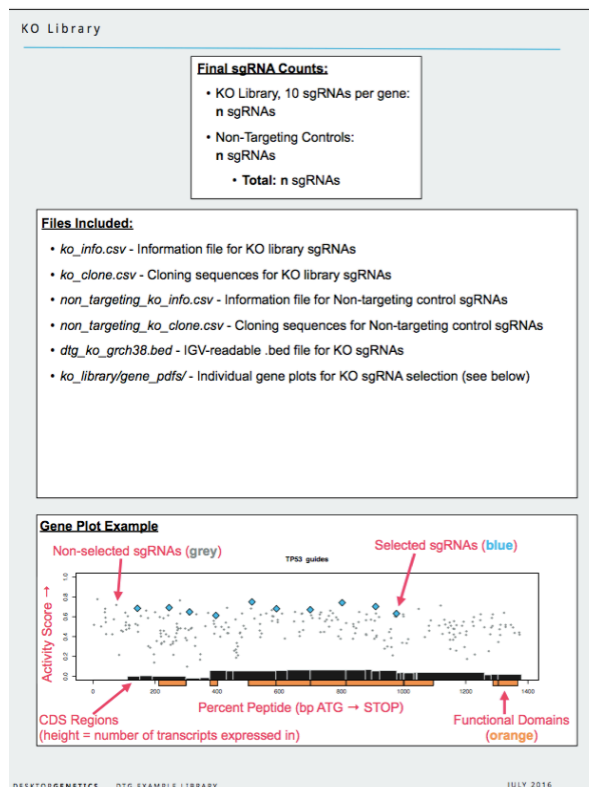 KO Library
Final sgRNA Counts:
• KO Library, 10 sgRNAs per gene:
n sgRNAs
• Non-Targeting Controls:
n sgRNAs
• Total: n sgRNAs
Files Included:
• ko_info.csv - Information file for KO library sgRNAs
• ko_clone.csv - Cloning sequences for KO library sgRNAs
• non_targeting_ko_info.csv - Information file for Non-targeting control sgRNAs
• non_targeting_ko_clone.csv - Cloning sequences for Non-targeting control sgRNAs
• dtg_ko_grch38.bed - IGV-readable .bed file for KO sgRNAs
• ko_library/gene_pdfs/ - Individual gene plots for KO sgRNA selection (see below)
Gene Plot Example
Non-selected sgRNAs (grey)
Selected sgRNAs (blue)
TP53 guides
Activity Score →
1.0
0.8
0.6
0.4
0.2
0.0
0 200 400 600 800 1000 1200 1400
Percent Peptide (bp ATG → STOP)
CDS Regions
(height = number of transcripts expressed in)
Functional Domains
(orange)
DESKTOPGENETICS DTG EXAMPLE LIBRARY JULY 2016